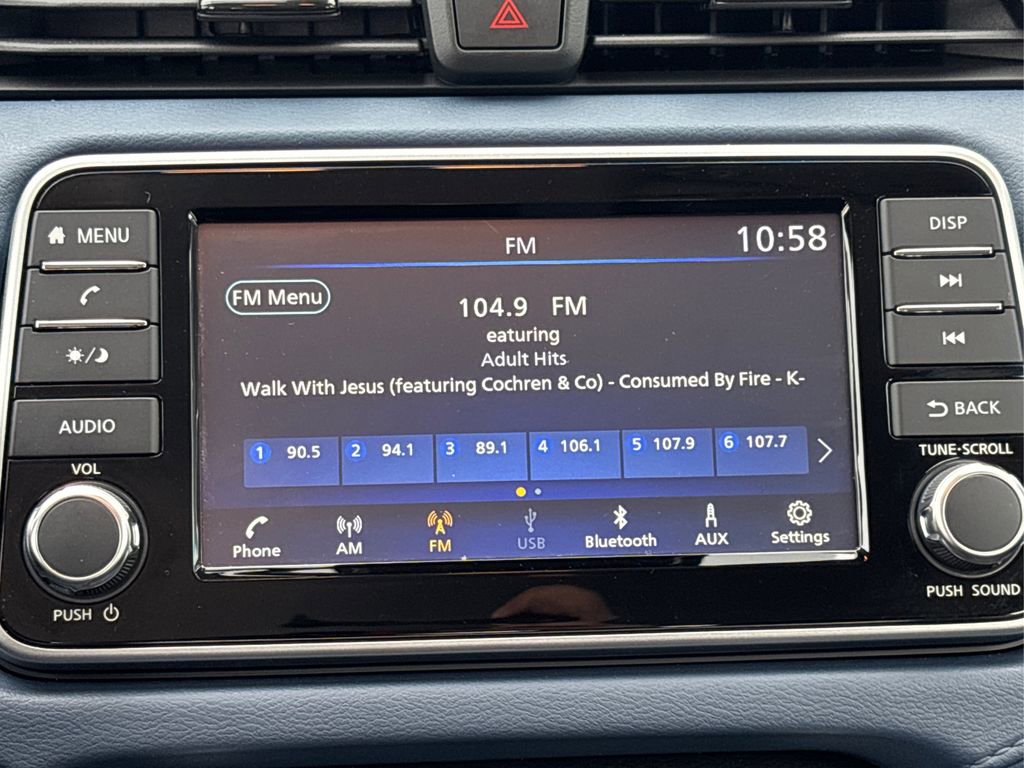 MENU
AUDIO
VOL
PUSH
FM
10:58
FM Menu
104.9 FM
eaturing
Adult Hits
Walk With Jesus (featuring Cochren & Co) - Consumed By Fire - K-
1 90.5 2 94.1 3 89.1 4 106.1 5 107.9 6 107.7
Phone AM FM USB Bluetooth AUX Settings
DISP
BACK
TUNE·SCROLL
PUSH SOUND